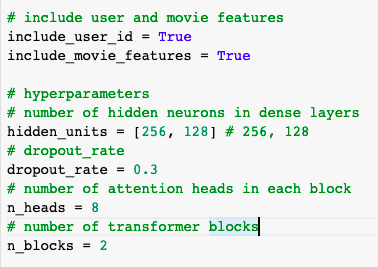 # include user and movie features
include_user_id = True
include_movie_features = True
# hyperparameters
# number of hidden neurons in dense layers
hidden_units = [256, 128] # 256, 128
# dropout_rate
dropout_rate = 0.3
# number of attention heads in each block
n_heads = 8
# number of transformer blocks
n_blocks = 2